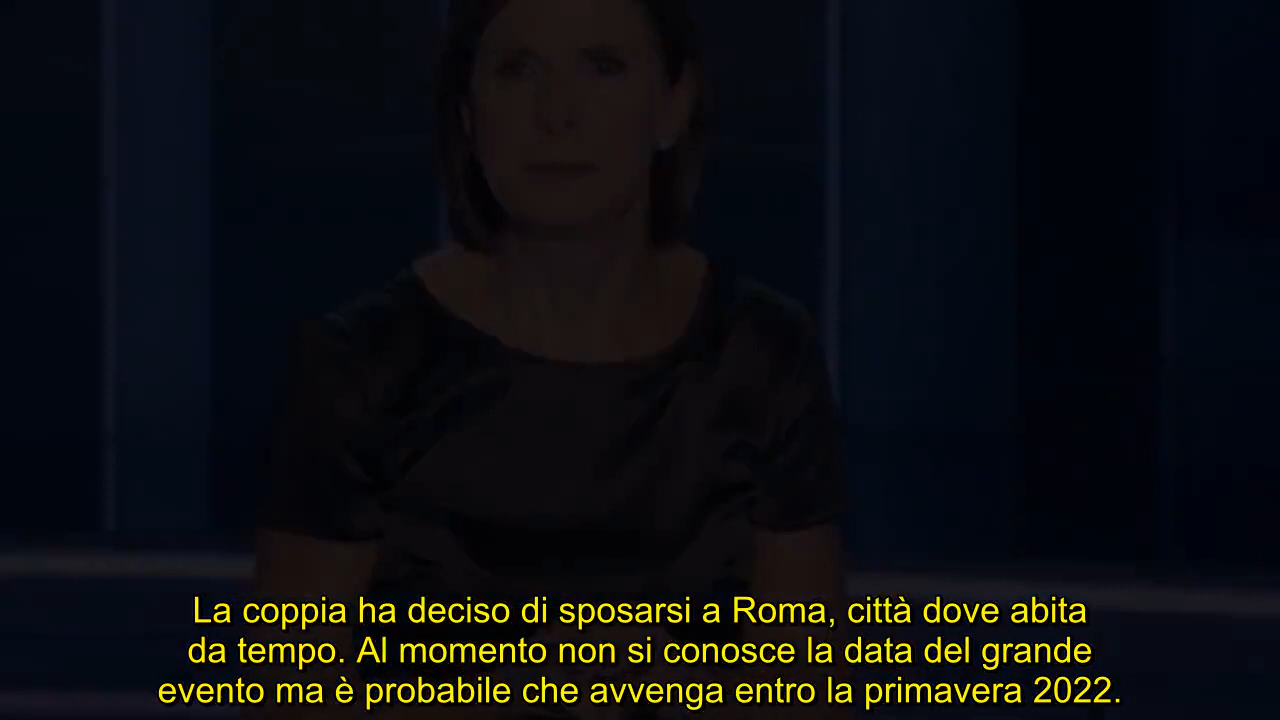 La coppia ha deciso di sposarsi a Roma, città dove abita
da tempo. Al momento non si conosce la data del grande
evento ma è probabile che avvenga entro la primavera 2022.